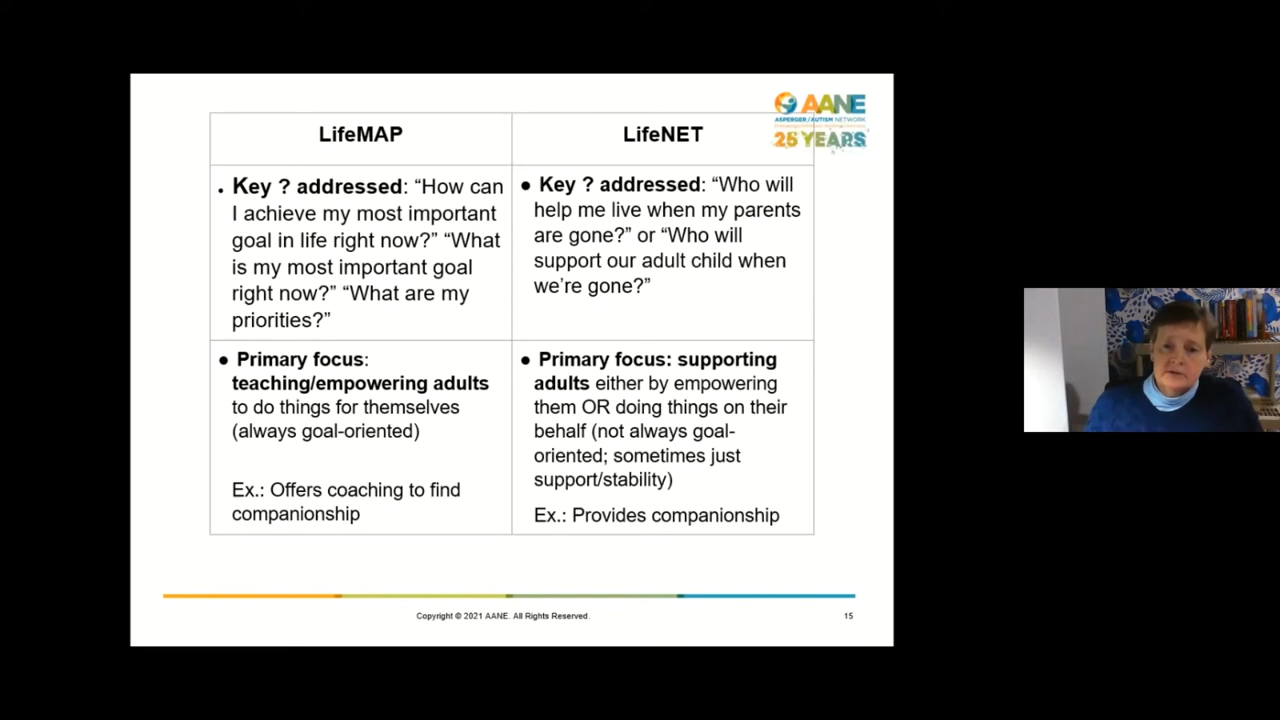 AANE
ASPERGER / AUTISM NETWORK
25 YEARS
LifeMAP
LifeNET
. Key ? addressed: “How can
I achieve my most important
goal in life right now?” “What
is my most important goal
right now?” “What are my
priorities?”
● Key ? addressed: “Who will
help me live when my parents
are gone?” or “Who will
support our adult child when
we’re gone?”
● Primary focus:
teaching/empowering adults
to do things for themselves
(always goal-oriented)
Ex.: Offers coaching to find
companionship
● Primary focus: supporting
adults either by empowering
them OR doing things on their
behalf (not always goal-
oriented; sometimes just
support/stability)
Ex.: Provides companionship
Copyright © 2021 AANE. All Rights Reserved.
15